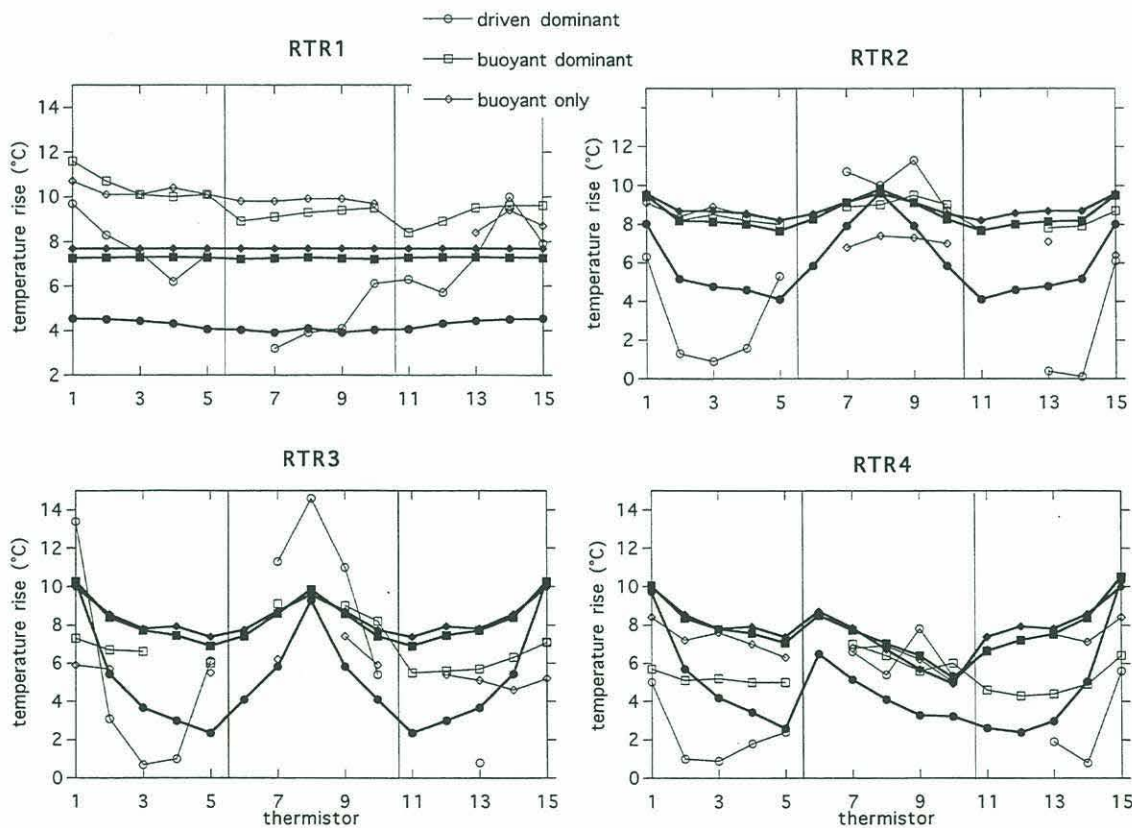 driven dominant
buoyant dominant
buoyant only
RTR1
temperature rise (°C)
14
12
10
8
6
4
2
1 3 5 7 9 11 13 15
RTR2
temperature rise (°C)
14
12
10
8
6
4
2
0
1 3 5 7 9 11 13 15
RTR3
temperature rise (°C)
14
12
10
8
6
4
2
0
1 3 5 7 9 11 13 15
thermistor
RTR4
temperature rise (°C)
14
12
10
8
6
4
2
0
1 3 5 7 9 11 13 15
thermistor